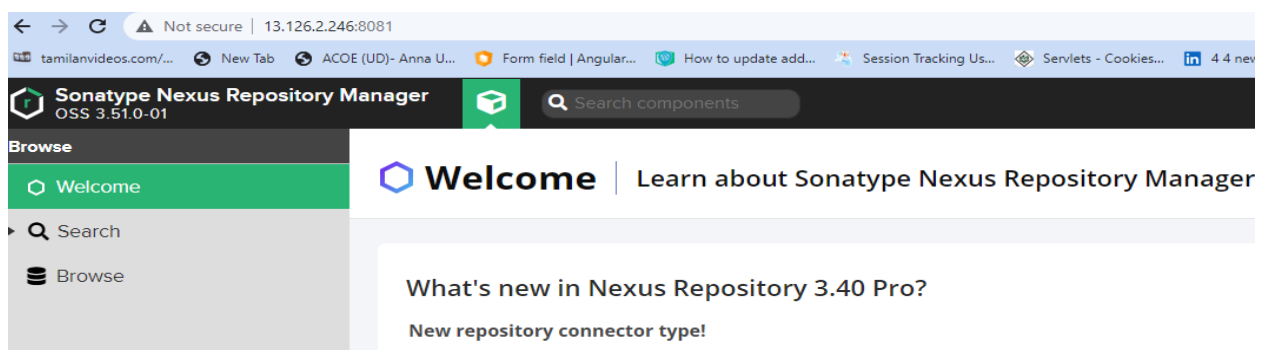 Not secure | 13.126.2.246:8081
tamilanvideos.com/... New Tab ACOE (UD)- Anna U... Form field | Angular... How to update add... Session Tracking Us... Servlets - Cookies... 4 4 new
Sonatype Nexus Repository Manager
OSS 3.51.0-01
Search components
Browse
Welcome
Search
Browse
Welcome Learn about Sonatype Nexus Repository Manager
What's new in Nexus Repository 3.40 Pro?
New repository connector type!